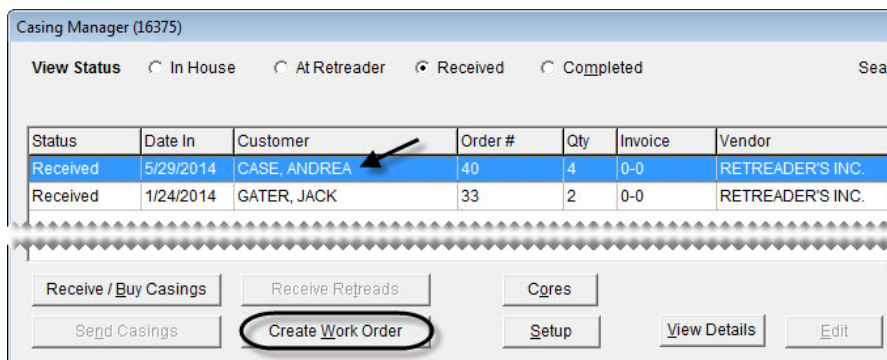 Casing Manager (16375)
View Status In House At Retreader Received Completed Sea
Status Date In Customer Order # Qty Invoice Vendor
Received 5/29/2014 CASE, ANDREA 40 4 0-0 RETREADER'S INC.
Received 1/24/2014 GATER, JACK 33 2 0-0 RETREADER'S INC.
Receive / Buy Casings Receive Retreads Cores
Send Casings Create Work Order Setup View Details Edit